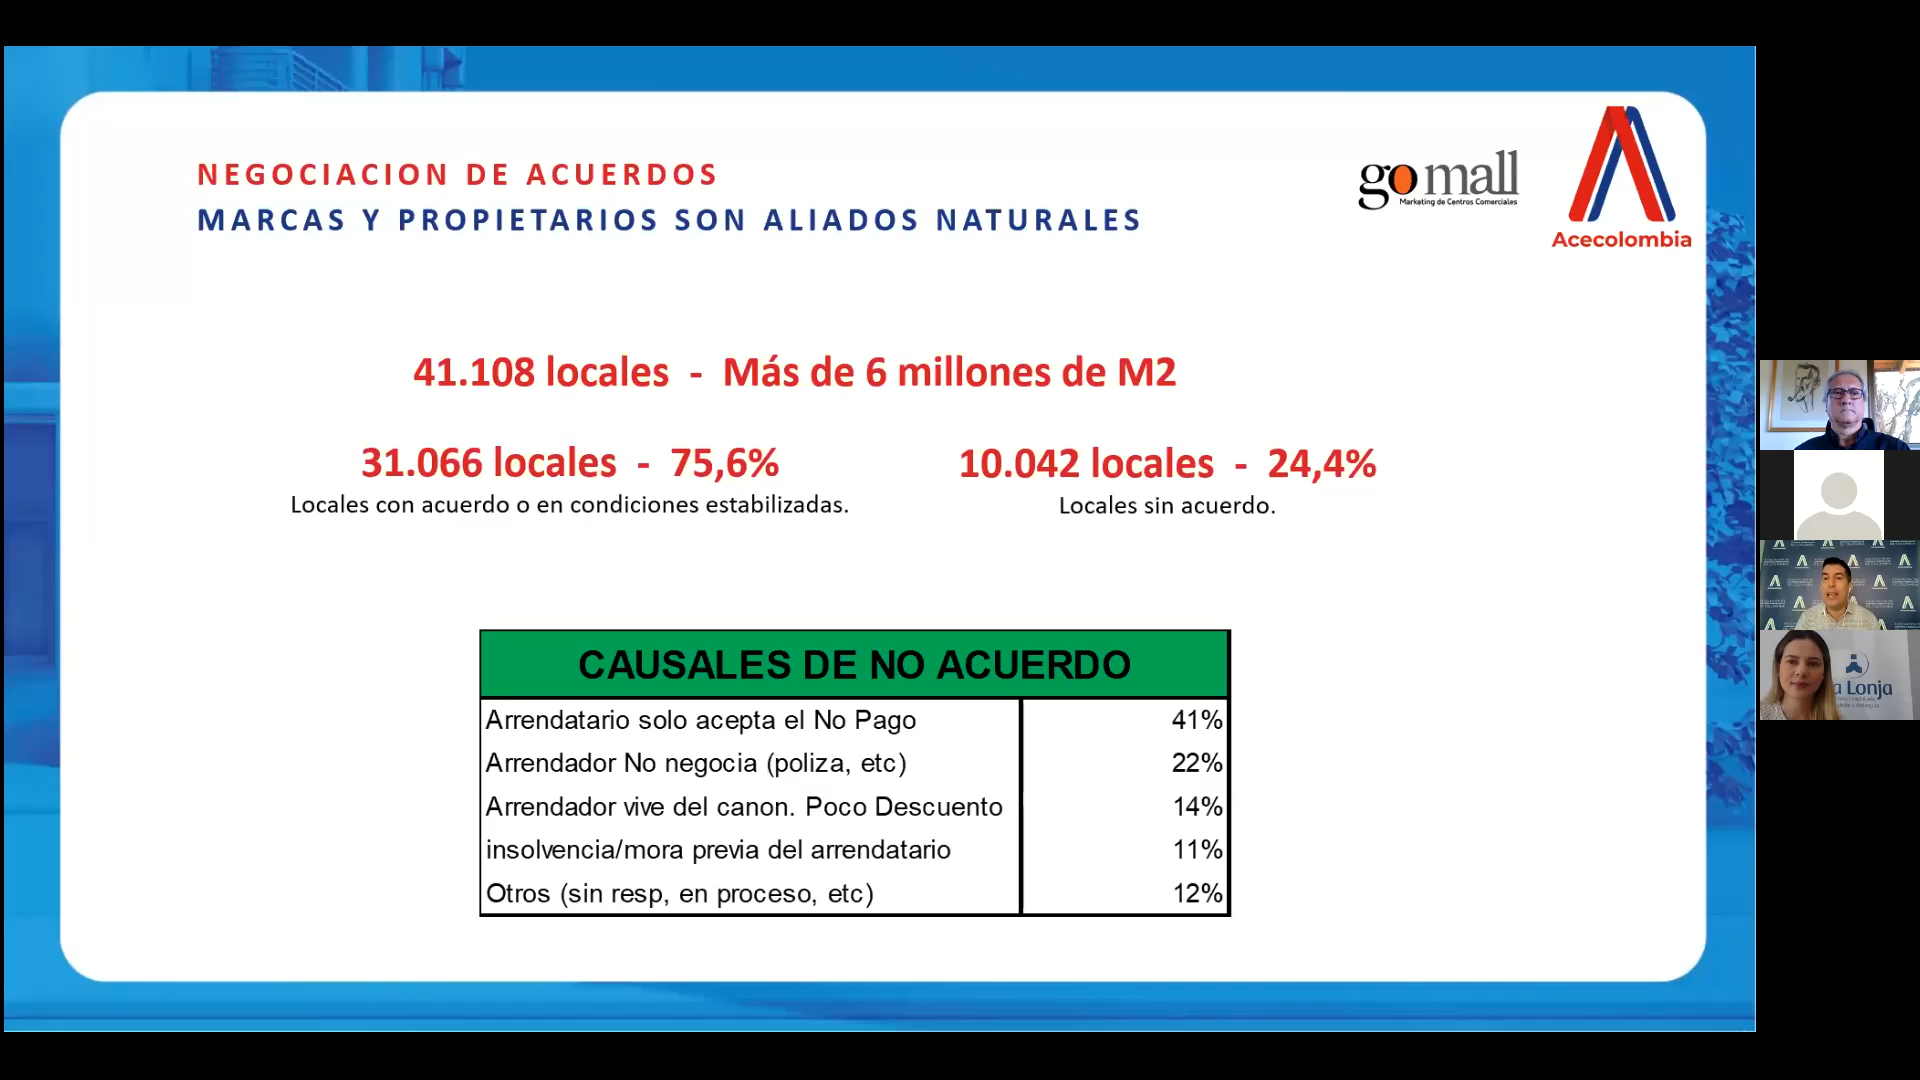 NEGOCIACION DE ACUERDOS
MARCAS Y PROPIETARIOS SON ALIADOS NATURALES
go mall
Marketing de Centros Comerciales
Acecolombia
41.108 locales - Más de 6 millones de M2
31.066 locales - 75,6%
Locales con acuerdo o en condiciones estabilizadas.
10.042 locales - 24,4%
Locales sin acuerdo.
CAUSALES DE NO ACUERDO
Arrendatario solo acepta el No Pago 41%
Arrendador No negocia (poliza, etc) 22%
Arrendador vive del canon. Poco Descuento 14%
insolvencia/mora previa del arrendatario 11%
Otros (sin resp, en proceso, etc) 12%
a Lonja